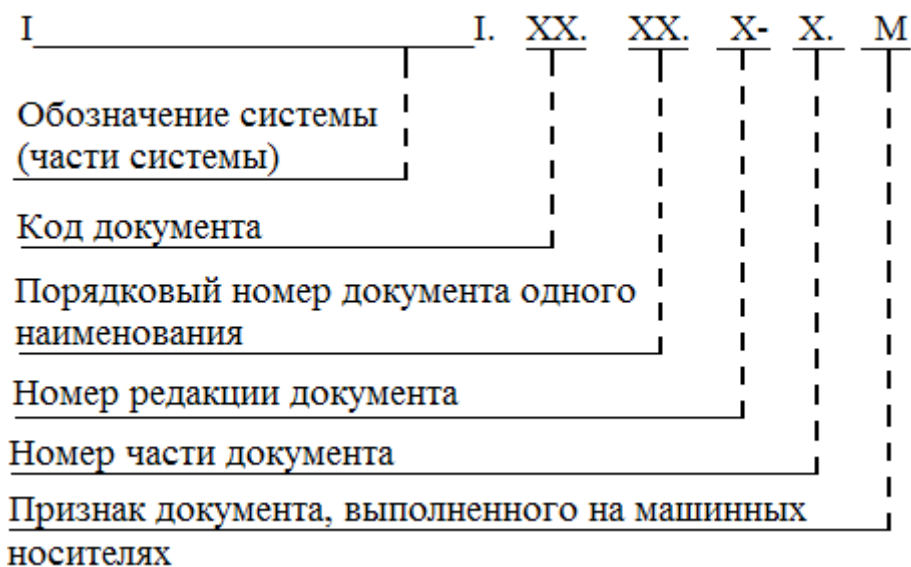 I I. XX. XX. X- X. М
Обозначение системы
(части системы)
Код документа
Порядковый номер документа одного
наименования
Номер редакции документа
Номер части документа
Признак документа, выполненного на машинных
носителях